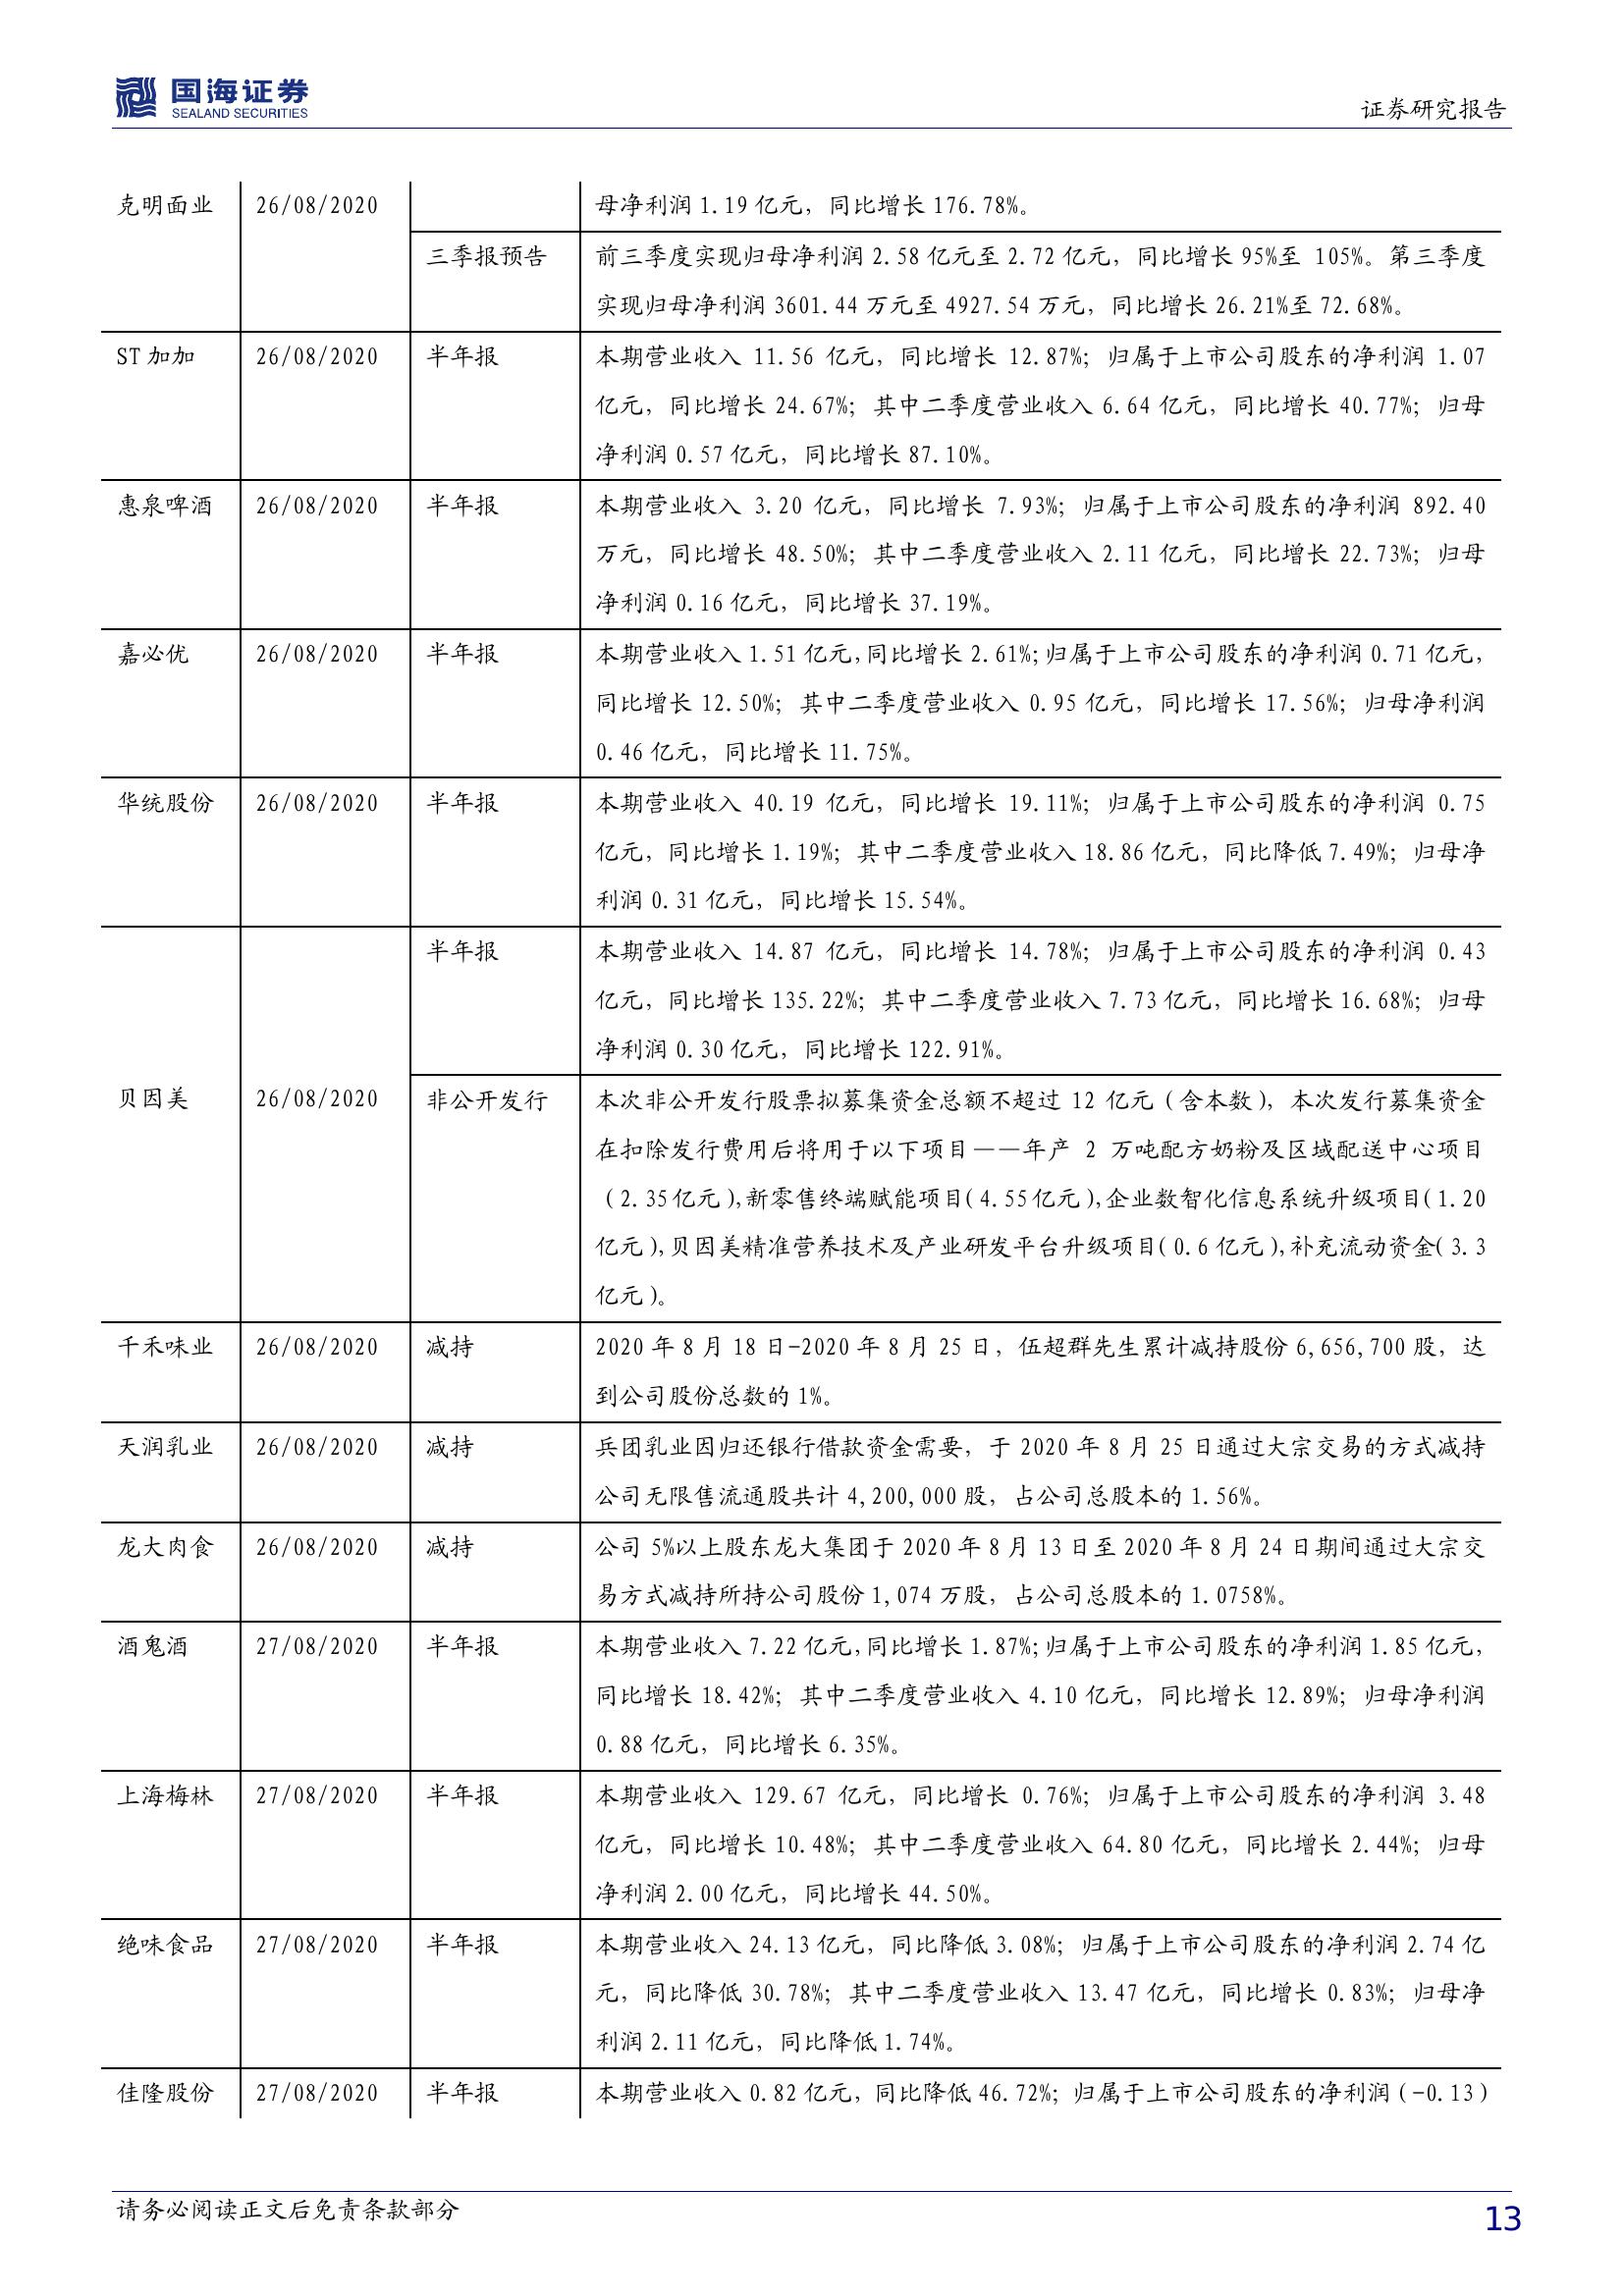 国海证券
SEALAND SECURITIES
证券研究报告
克明面业 26/08/2020 母净利润 1.19 亿元，同比增长 176.78%。
三季报预告 前三季度实现归母净利润 2.58 亿元至 2.72 亿元，同比增长 95%至 105%。第三季度
实现归母净利润 3601.44 万元至 4927.54 万元，同比增长 26.21%至 72.68%。
ST 加加 26/08/2020 半年报 本期营业收入 11.56 亿元，同比增长 12.87%；归属于上市公司股东的净利润 1.07
亿元，同比增长 24.67%；其中二季度营业收入 6.64 亿元，同比增长 40.77%；归母
净利润 0.57 亿元，同比增长 87.10%。
惠泉啤酒 26/08/2020 半年报 本期营业收入 3.20 亿元，同比增长 7.93%；归属于上市公司股东的净利润 892.40
万元，同比增长 48.50%；其中二季度营业收入 2.11 亿元，同比增长 22.73%；归母
净利润 0.16 亿元，同比增长 37.19%。
嘉必优 26/08/2020 半年报 本期营业收入 1.51 亿元，同比增长 2.61%；归属于上市公司股东的净利润 0.71 亿元，
同比增长 12.50%；其中二季度营业收入 0.95 亿元，同比增长 17.56%；归母净利润
0.46 亿元，同比增长 11.75%。
华统股份 26/08/2020 半年报 本期营业收入 40.19 亿元，同比增长 19.11%；归属于上市公司股东的净利润 0.75
亿元，同比增长 1.19%；其中二季度营业收入 18.86 亿元，同比降低 7.49%；归母净
利润 0.31 亿元，同比增长 15.54%。
半年报 本期营业收入 14.87 亿元，同比增长 14.78%；归属于上市公司股东的净利润 0.43
亿元，同比增长 135.22%；其中二季度营业收入 7.73 亿元，同比增长 16.68%；归母
净利润 0.30 亿元，同比增长 122.91%。
贝因美 26/08/2020 非公开发行 本次非公开发行股票拟募集资金总额不超过 12 亿元（含本数），本次发行募集资金
在扣除发行费用后将用于以下项目——年产 2 万吨配方奶粉及区域配送中心项目
（2.35亿元），新零售终端赋能项目（4.55亿元），企业数智化信息系统升级项目（1.20
亿元），贝因美精准营养技术及产业研发平台升级项目（0.6亿元），补充流动资金（3.3
亿元）。
千禾味业 26/08/2020 减持 2020 年 8 月 18 日-2020 年 8 月 25 日，伍超群先生累计减持股份 6,656,700 股，达
到公司股份总数的 1%。
天润乳业 26/08/2020 减持 兵团乳业因归还银行借款资金需要，于 2020 年 8 月 25 日通过大宗交易的方式减持
公司无限售流通股共计 4,200,000 股，占公司总股本的 1.56%。
龙大肉食 26/08/2020 减持 公司 5%以上股东龙大集团于 2020 年 8 月 13 日至 2020 年 8 月 24 日期间通过大宗交
易方式减持所持公司股份 1,074 万股，占公司总股本的 1.0758%。
酒鬼酒 27/08/2020 半年报 本期营业收入 7.22 亿元，同比增长 1.87%；归属于上市公司股东的净利润 1.85 亿元，
同比增长 18.42%；其中二季度营业收入 4.10 亿元，同比增长 12.89%；归母净利润
0.88 亿元，同比增长 6.35%。
上海梅林 27/08/2020 半年报 本期营业收入 129.67 亿元，同比增长 0.76%；归属于上市公司股东的净利润 3.48
亿元，同比增长 10.48%；其中二季度营业收入 64.80 亿元，同比增长 2.44%；归母
净利润 2.00 亿元，同比增长 44.50%。
绝味食品 27/08/2020 半年报 本期营业收入 24.13 亿元，同比降低 3.08%；归属于上市公司股东的净利润 2.74 亿
元，同比降低 30.78%；其中二季度营业收入 13.47 亿元，同比增长 0.83%；归母净
利润 2.11 亿元，同比降低 1.74%。
佳隆股份 27/08/2020 半年报 本期营业收入 0.82 亿元，同比降低 46.72%；归属于上市公司股东的净利润（-0.13）
请务必阅读正文后免责条款部分
13